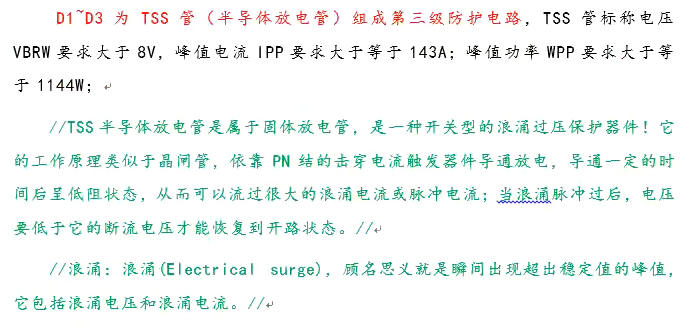 D1~D3 为 TSS 管（半导体放电管）组成第三级防护电路，TSS 管标称电压
VBRW 要求大于 8V，峰值电流 IPP 要求大于等于 143A；峰值功率 WPP 要求大于等
于 1144W；
//TSS 半导体放电管是属于固体放电管，是一种开关型的浪涌过压保护器件！它
的工作原理类似于晶闸管，依靠 PN 结的击穿电流触发器件导通放电，导通一定的时
间后呈低阻状态，从而可以流过很大的浪涌电流或脉冲电流；当浪涌脉冲过后，电压
要低于它的断流电压才能恢复到开路状态。//
//浪涌：浪涌(Electrical surge)，顾名思义就是瞬间出现超出稳定值的峰值，
它包括浪涌电压和浪涌电流。//